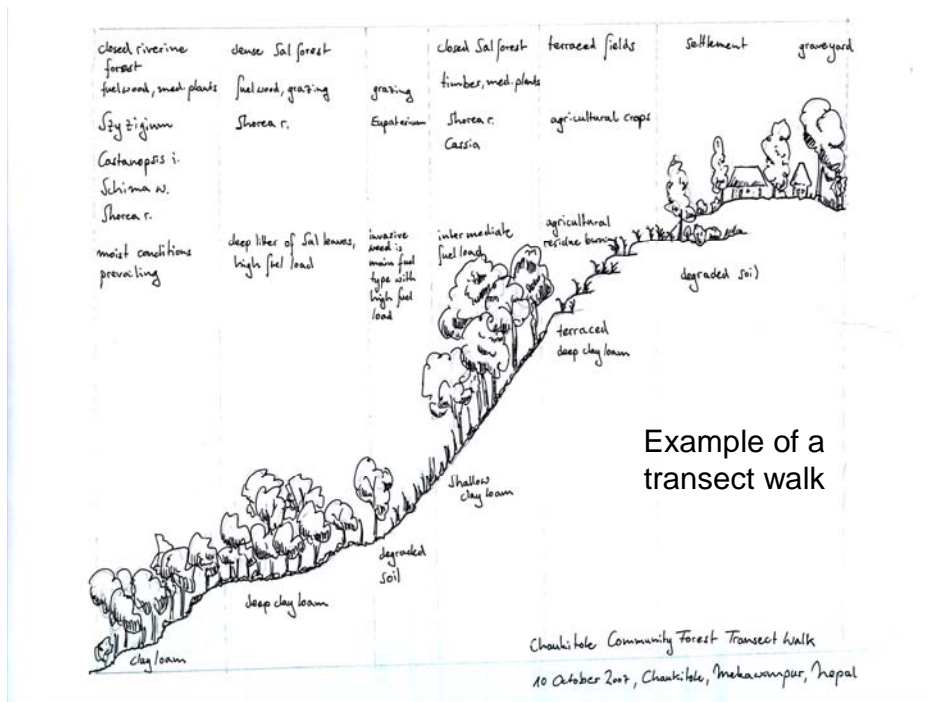 closed riverine
forest
fuelwood, med. plants
Szyzigium
Castanopsis i.
Schima w.
Shorea r.
moist conditions
prevailing
dense Sal forest
fuelwood, grazing
Shorea r.
deep litter of Sal leaves,
high fuel load
grazing
Eupatorium
invasive
weed is
main fuel
type with
high fuel
load
closed Sal forest
timber, med. plants
Shorea r.
Cassia
intermediate
fuel load
terraced fields
agricultural crops
agricultural
residue burning
settlement
graveyard
degraded soil
terraced
deep clay loam
Example of a
transect walk
shallow
clay loam
degraded
soil
deep clay loam
clay loam
Chaukitole Community Forest Transect Walk
10 October 2007, Chaukitole, Makawanpur, Nepal